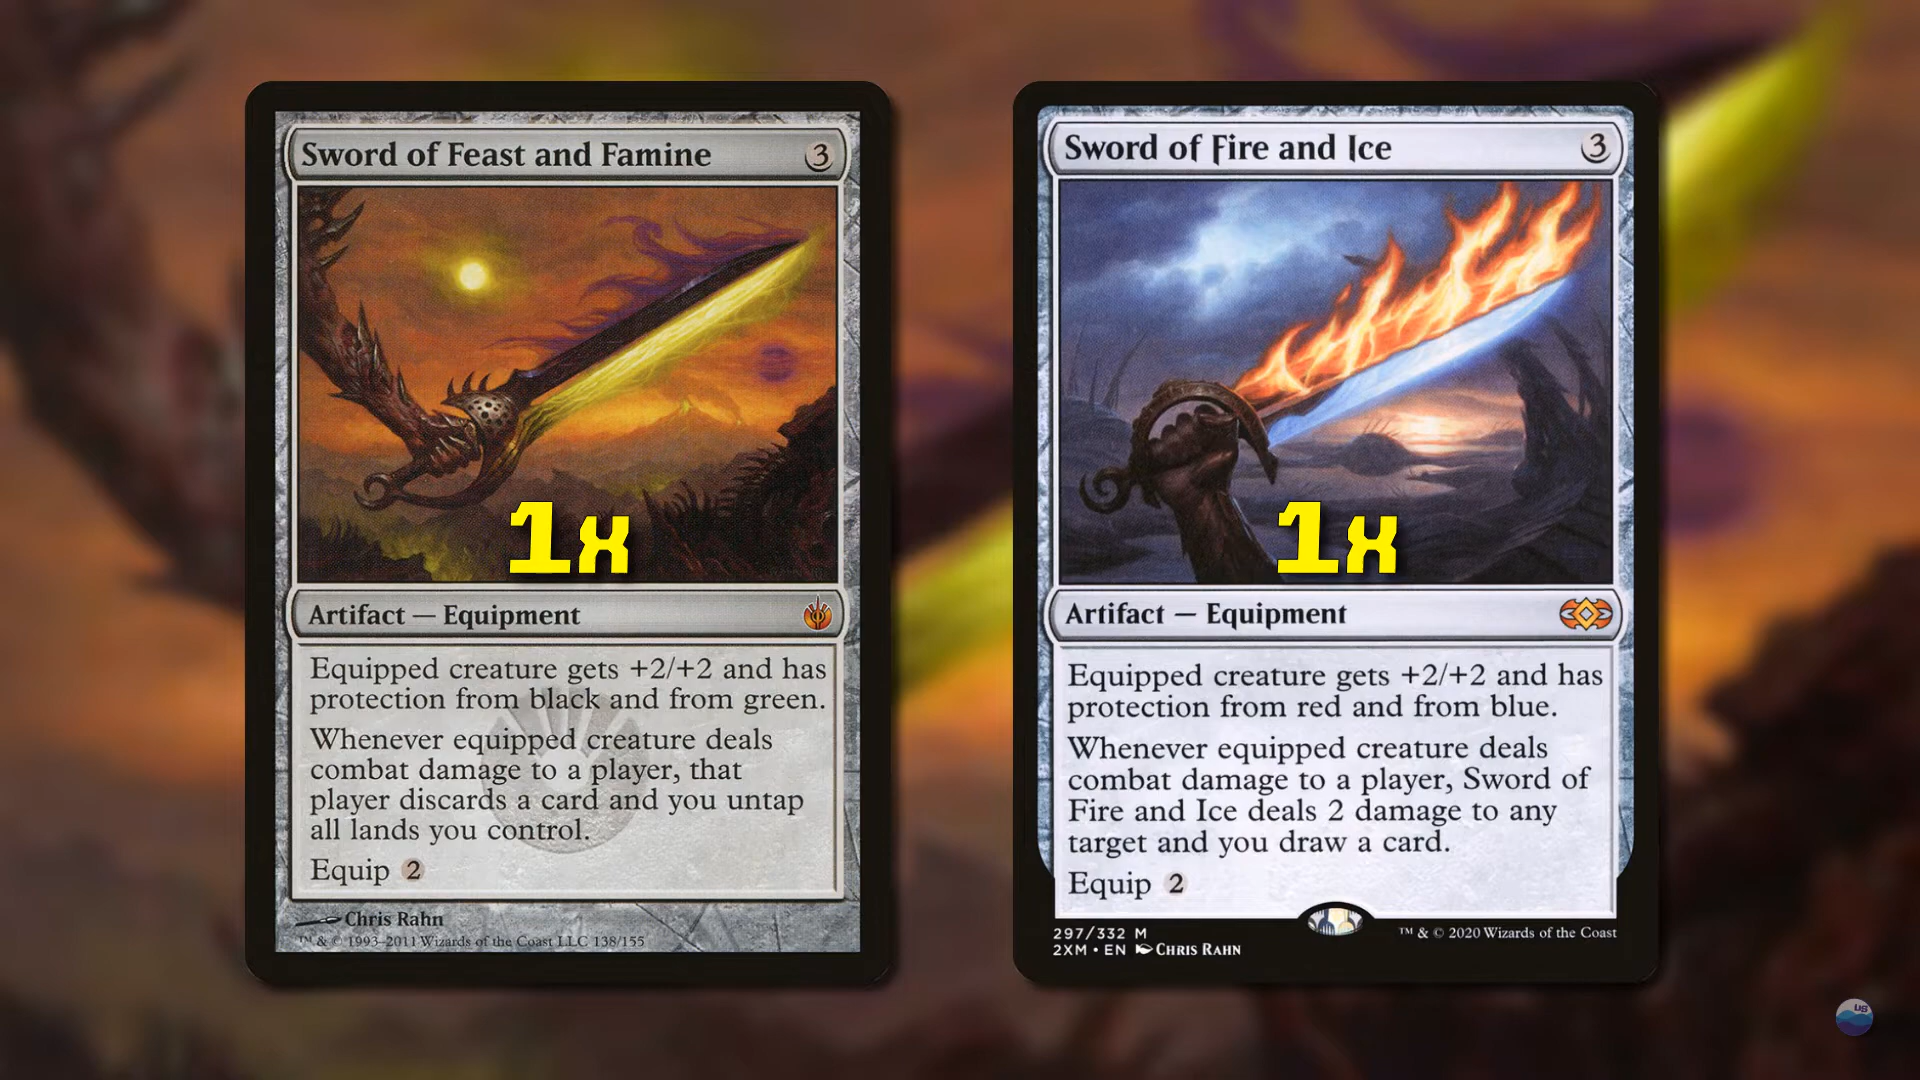 Sword of Feast and Famine 3
1x
Artifact — Equipment
Equipped creature gets +2/+2 and has
protection from black and from green.
Whenever equipped creature deals
combat damage to a player, that
player discards a card and you untap
all lands you control.
Equip 2
Chris Rahn
™ & © 1993–2011 Wizards of the Coast LLC 138/155
Sword of Fire and Ice 3
1x
Artifact — Equipment
Equipped creature gets +2/+2 and has
protection from red and from blue.
Whenever equipped creature deals
combat damage to a player, Sword of
Fire and Ice deals 2 damage to any
target and you draw a card.
Equip 2
297/332 M
2XM • EN Chris Rahn
™ & © 2020 Wizards of the Coast